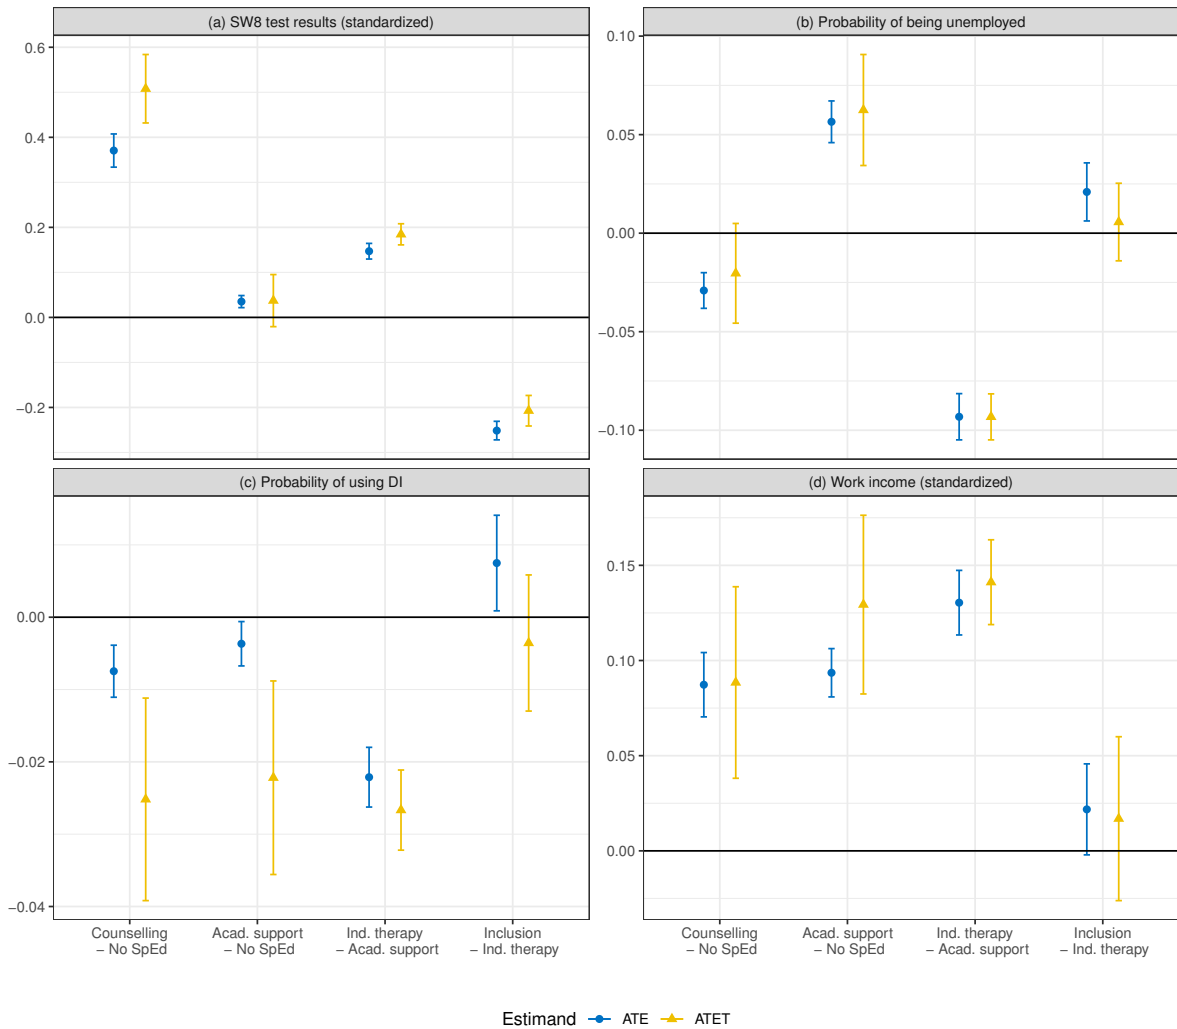 (a) SW8 test results (standardized)
0.6
0.4
0.2
0.0
−0.2
(b) Probability of being unemployed
0.10
0.05
0.00
−0.05
−0.10
(c) Probability of using DI
0.00
−0.02
−0.04
Counselling
− No SpEd
Acad. support
− No SpEd
Ind. therapy
− Acad. support
Inclusion
− Ind. therapy
(d) Work income (standardized)
0.15
0.10
0.05
0.00
Counselling
− No SpEd
Acad. support
− No SpEd
Ind. therapy
− Acad. support
Inclusion
− Ind. therapy
Estimand ATE ATET